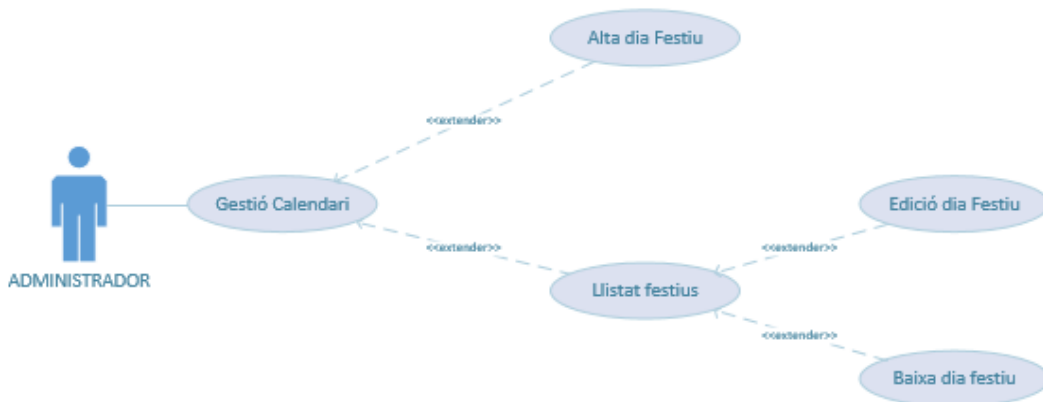 Alta dia Festiu
<<extender>>
Gestió Calendari
Edició dia Festiu
<<extender>>
<<extender>>
ADMINISTRADOR
Llistat festius
<<extender>>
Baixa dia festiu